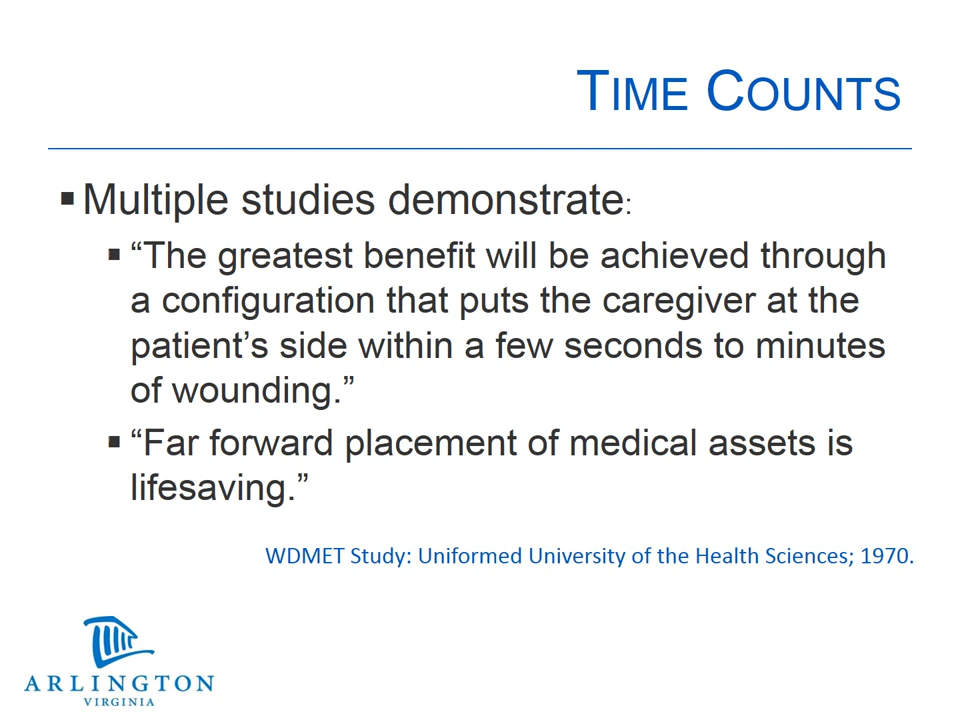 TIME COUNTS
▪ Multiple studies demonstrate:
▪ “The greatest benefit will be achieved through
a configuration that puts the caregiver at the
patient’s side within a few seconds to minutes
of wounding.”
▪ “Far forward placement of medical assets is
lifesaving.”
WDMET Study: Uniformed University of the Health Sciences; 1970.
ARLINGTON
VIRGINIA